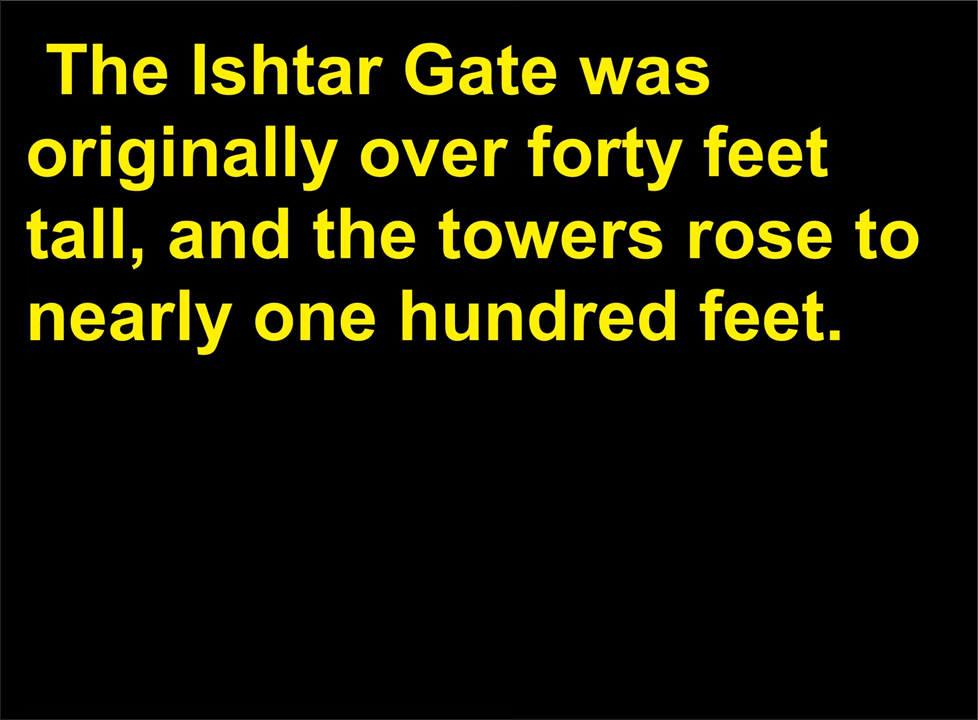 The Ishtar Gate was
originally over forty feet
tall, and the towers rose to
nearly one hundred feet.